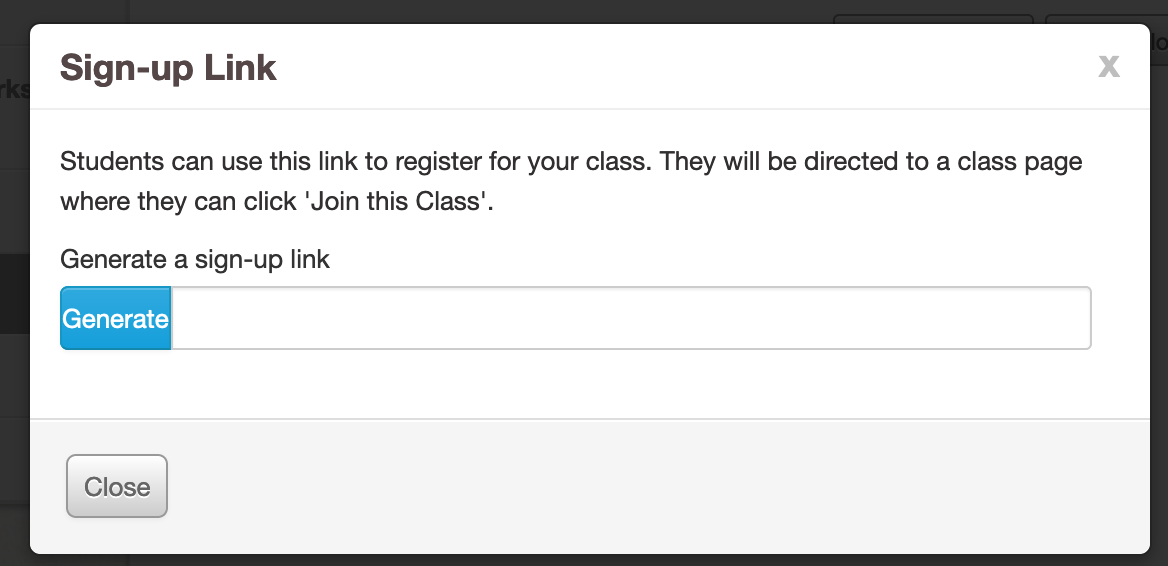 Sign-up Link
x
Students can use this link to register for your class. They will be directed to a class page
where they can click 'Join this Class'.
Generate a sign-up link
Generate
Close